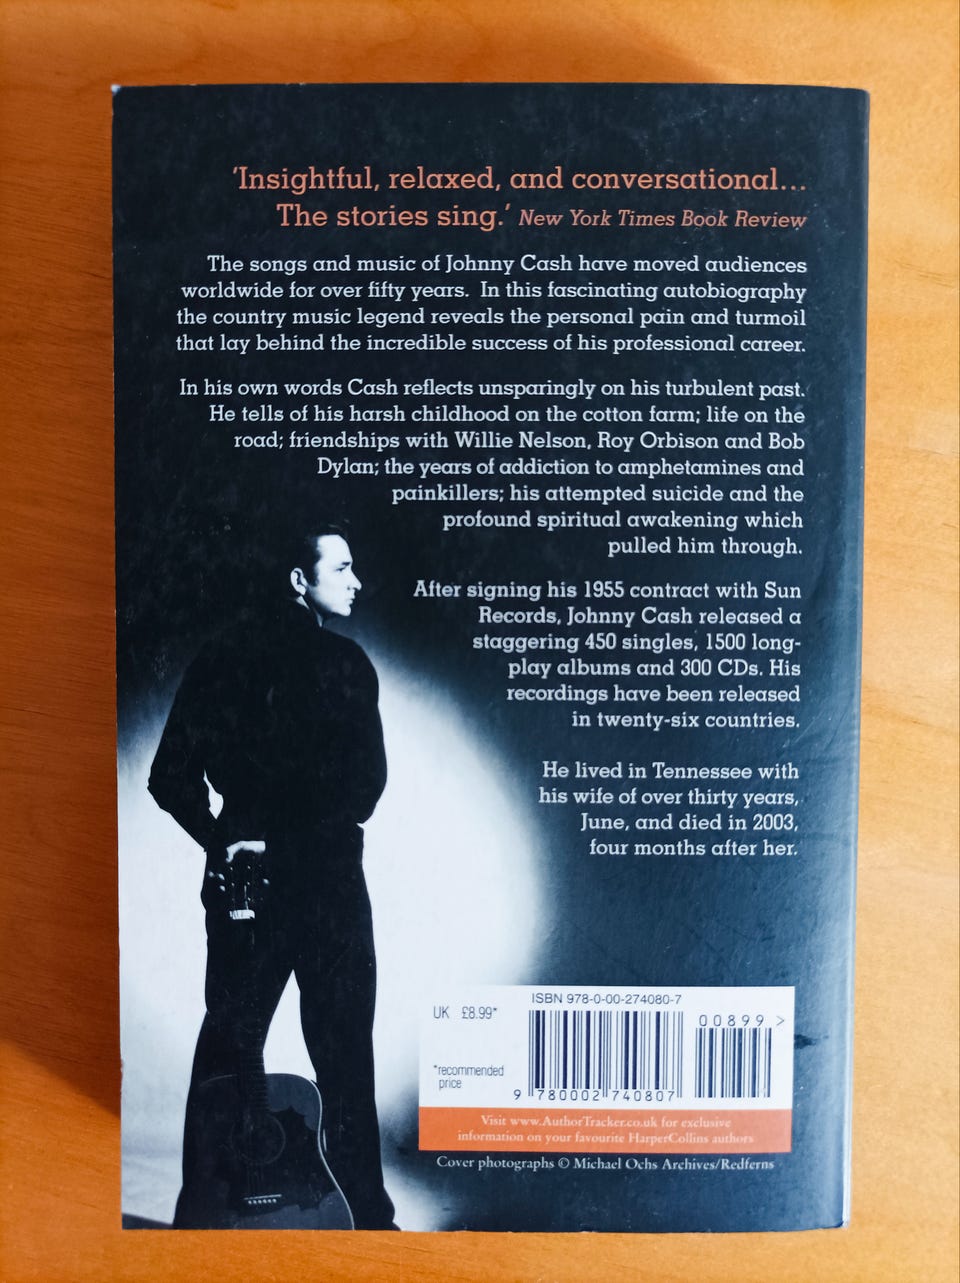 'Insightful, relaxed, and conversational...
The stories sing.' New York Times Book Review
The songs and music of Johnny Cash have moved audiences
worldwide for over fifty years. In this fascinating autobiography
the country music legend reveals the personal pain and turmoil
that lay behind the incredible success of his professional career.
In his own words Cash reflects unsparingly on his turbulent past.
He tells of his harsh childhood on the cotton farm; life on the
road; friendships with Willie Nelson, Roy Orbison and Bob
Dylan; the years of addiction to amphetamines and
painkillers; his attempted suicide and the
profound spiritual awakening which
pulled him through.
After signing his 1955 contract with Sun
Records, Johnny Cash released a
staggering 450 singles, 1500 long-
play albums and 300 CDs. His
recordings have been released
in twenty-six countries.
He lived in Tennessee with
his wife of over thirty years,
June, and died in 2003,
four months after her.
ISBN 978-0-00-274080-7
UK £8.99*
00899 >
*recommended
price
9 780002 740807
Visit www.AuthorTracker.co.uk for exclusive
information on your favourite HarperCollins authors
Cover photographs © Michael Ochs Archives/Redferns